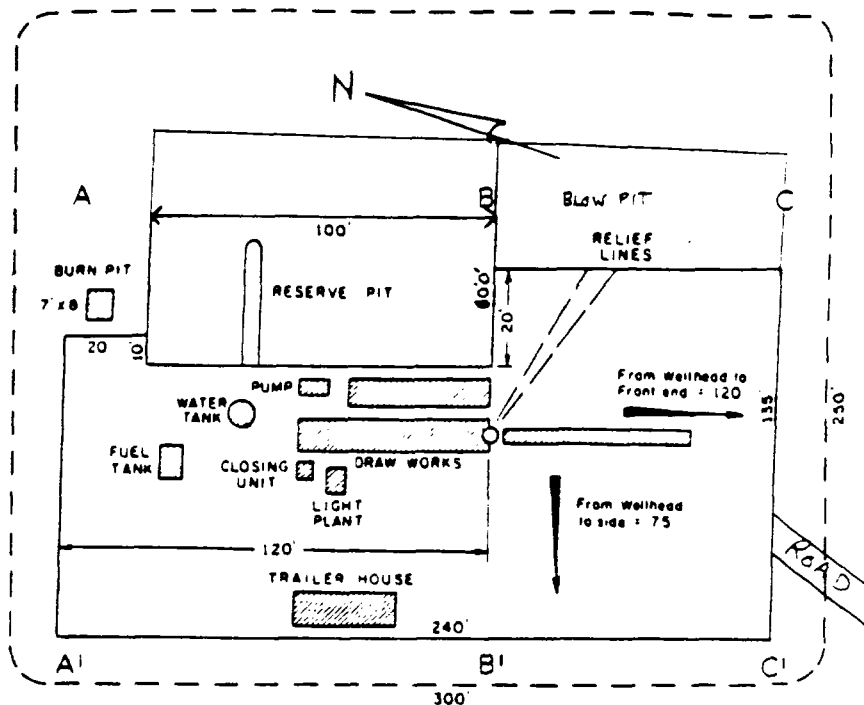 N
A
B
BLOW PIT
C
100'
RELIEF
LINES
BURN PIT
7' x 8
RESERVE PIT
20'
20
10'
PUMP
From Wellhead to
Front end = 120
135'
250'
WATER
TANK
FUEL
TANK
CLOSING
UNIT
DRAW WORKS
LIGHT
PLANT
From Wellhead
to side = 75
120'
ROAD
TRAILER HOUSE
240'
A'
B'
C'
300'